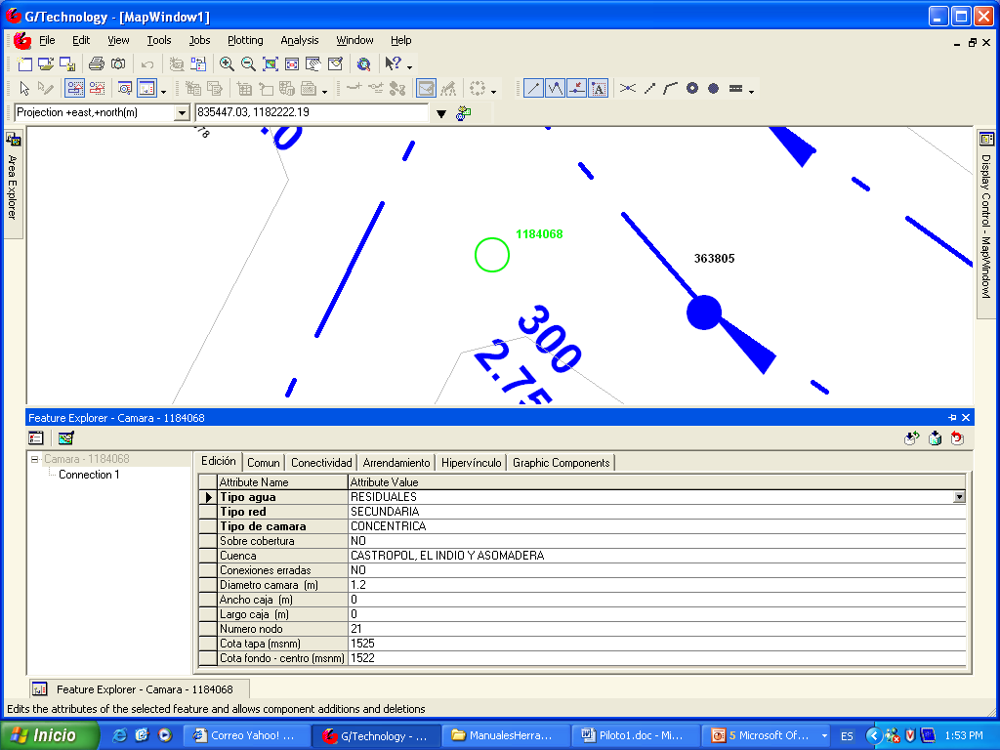 G/Technology - [MapWindow1]
File Edit View Tools Jobs Plotting Analysis Window Help
Projection +east,+north(m) 835447.03, 1182222.19
Area Explorer
Display Control - MapWindow1
.0
78
1184068
363805
300
2.75
Feature Explorer - Camara - 1184068
Camara - 1184068
Connection 1
Edición Comun Conectividad Arrendamiento Hipervínculo Graphic Components
Attribute Name Attribute Value
Tipo agua RESIDUALES
Tipo red SECUNDARIA
Tipo de camara CONCENTRICA
Sobre cobertura NO
Cuenca CASTROPOL, EL INDIO Y ASOMADERA
Conexiones erradas NO
Diametro camara (m) 1.2
Ancho caja (m) 0
Largo caja (m) 0
Numero nodo 21
Cota tapa (msnm) 1525
Cota fondo - centro (msnm) 1522
Feature Explorer - Camara - 1184068
Edits the attributes of the selected feature and allows component additions and deletions
Inicio Correo Yahoo! ... G/Technology - ... ManualesHerra... Piloto1.doc - Mi... 5 Microsoft Of... ES 1:53 PM